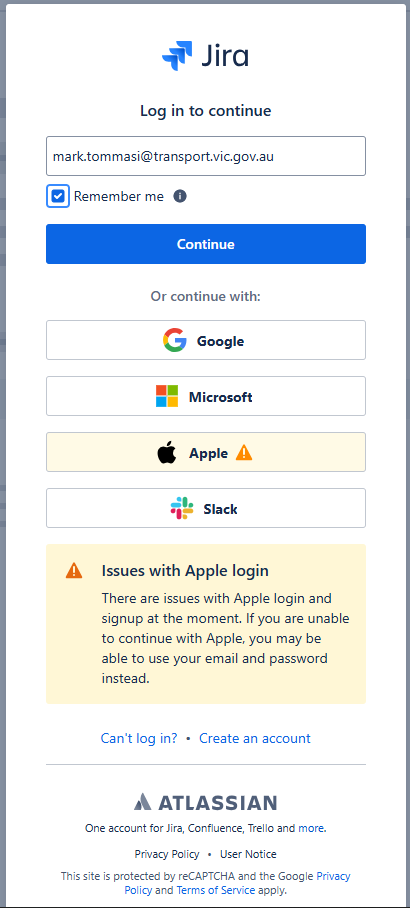 Jira
Log in to continue
mark.tommasi@transport.vic.gov.au
Remember me
Continue
Or continue with:
Google
Microsoft
Apple
Slack
Issues with Apple login
There are issues with Apple login and
signup at the moment. If you are unable
to continue with Apple, you may be
able to use your email and password
instead.
Can't log in? • Create an account
ATLASSIAN
One account for Jira, Confluence, Trello and more.
Privacy Policy • User Notice
This site is protected by reCAPTCHA and the Google Privacy
Policy and Terms of Service apply.